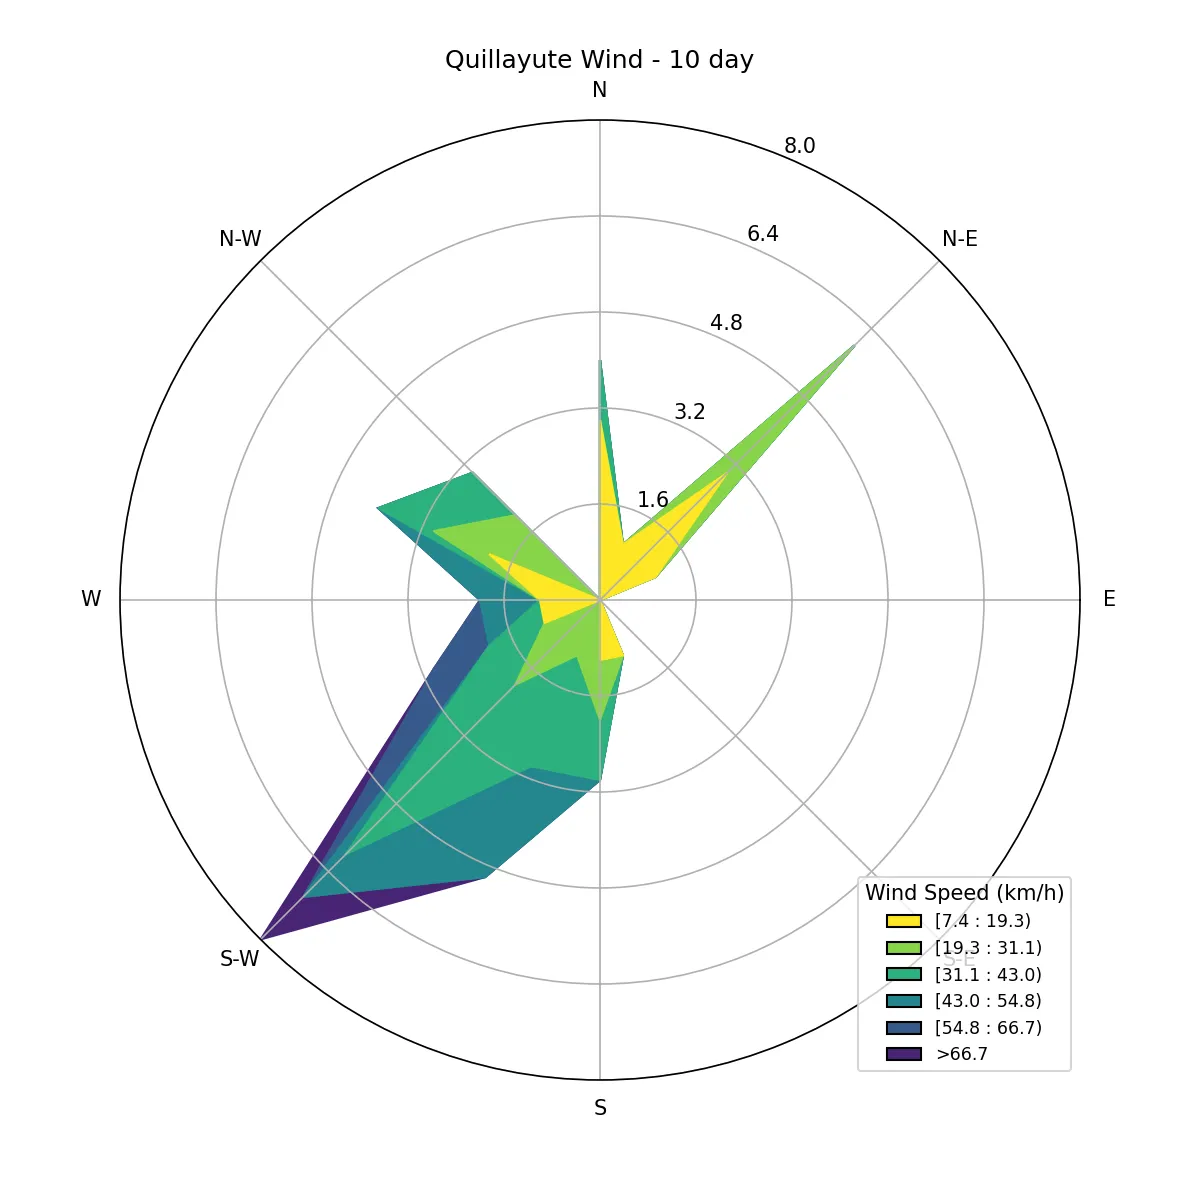 Quillayute Wind - 10 day
N
8.0
N-W
6.4
N-E
4.8
3.2
1.6
W
E
S-W
S-E
Wind Speed (km/h)
[7.4 : 19.3)
[19.3 : 31.1)
[31.1 : 43.0)
[43.0 : 54.8)
[54.8 : 66.7)
>66.7
S